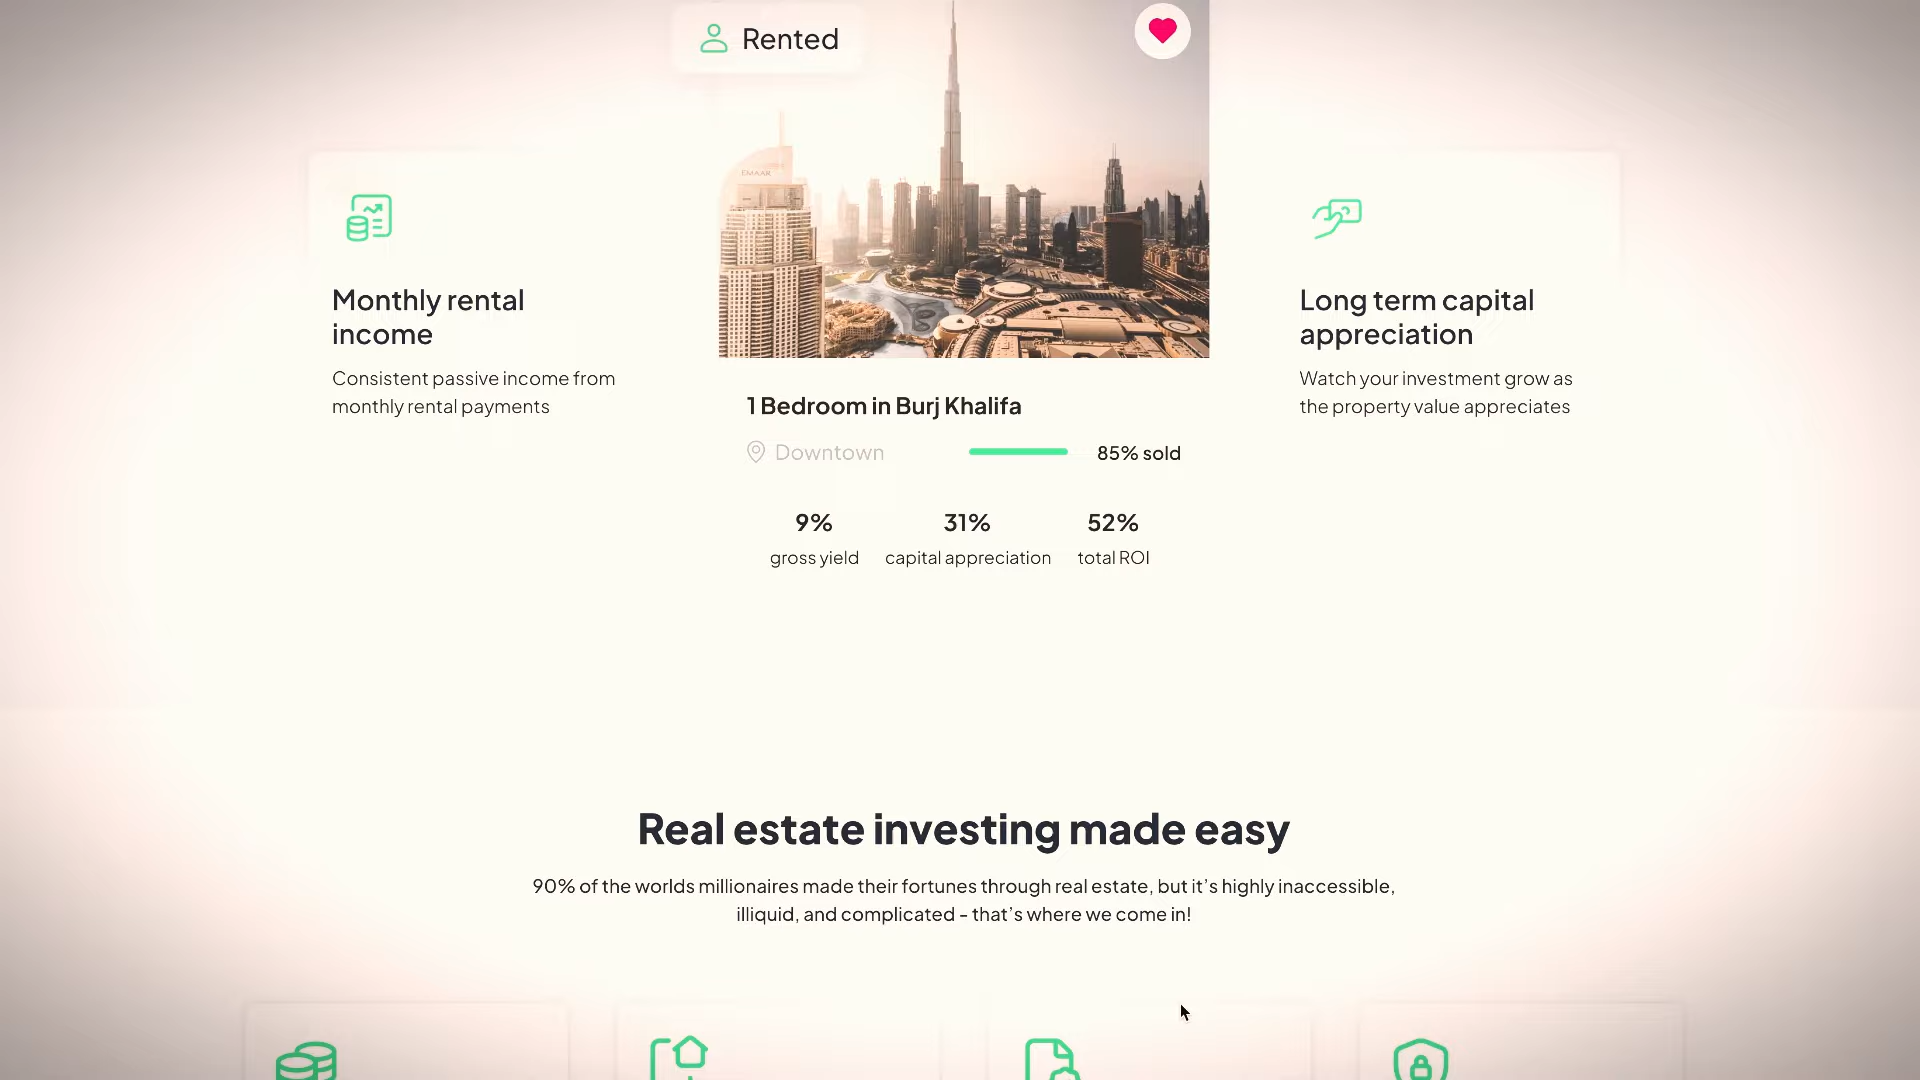 Rented
EMAAR
Monthly rental
income
Consistent passive income from
monthly rental payments
1 Bedroom in Burj Khalifa
Downtown
85% sold
9%
gross yield
31%
capital appreciation
52%
total ROI
Long term capital
appreciation
Watch your investment grow as
the property value appreciates
Real estate investing made easy
90% of the worlds millionaires made their fortunes through real estate, but it's highly inaccessible,
illiquid, and complicated - that's where we come in!